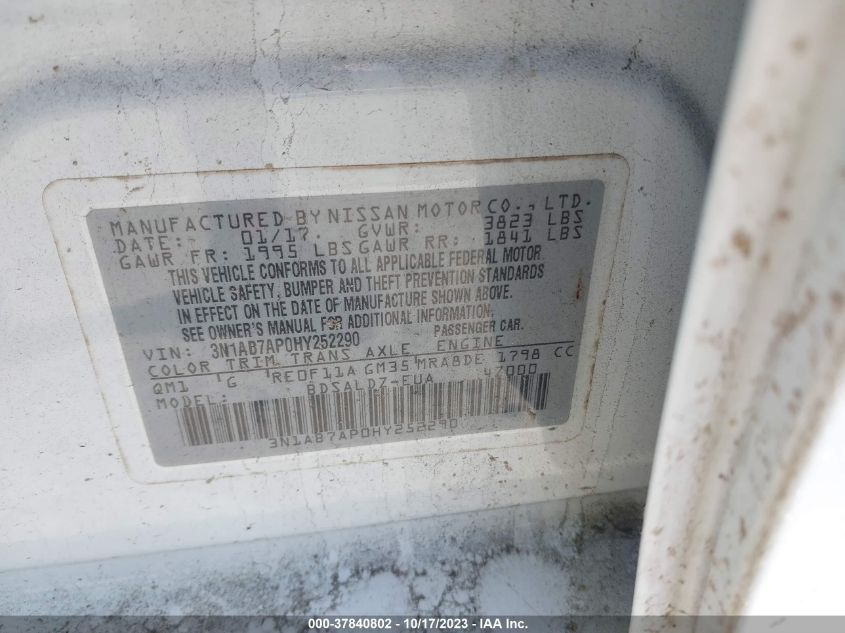 MANUFACTURED BY NISSAN MOTOR CO., LTD.
DATE: 01/17. GVWR: 3823 LBS
GAWR FR: 1995 LBS GAWR RR: 1841 LBS
THIS VEHICLE CONFORMS TO ALL APPLICABLE FEDERAL MOTOR
VEHICLE SAFETY, BUMPER AND THEFT PREVENTION STANDARDS
IN EFFECT ON THE DATE OF MANUFACTURE SHOWN ABOVE.
SEE OWNER'S MANUAL FOR ADDITIONAL INFORMATION.
VIN: 3N1AB7AP0HY252290 PASSENGER CAR.
COLOR TRIM TRANS AXLE ENGINE
QM1 G RE0F11A GM35 MRA8DE 1798 CC
MODEL: BDSALDZ-EUA 47000
3N1AB7AP0HY252290
000-37840802 - 10/17/2023 - IAA Inc.